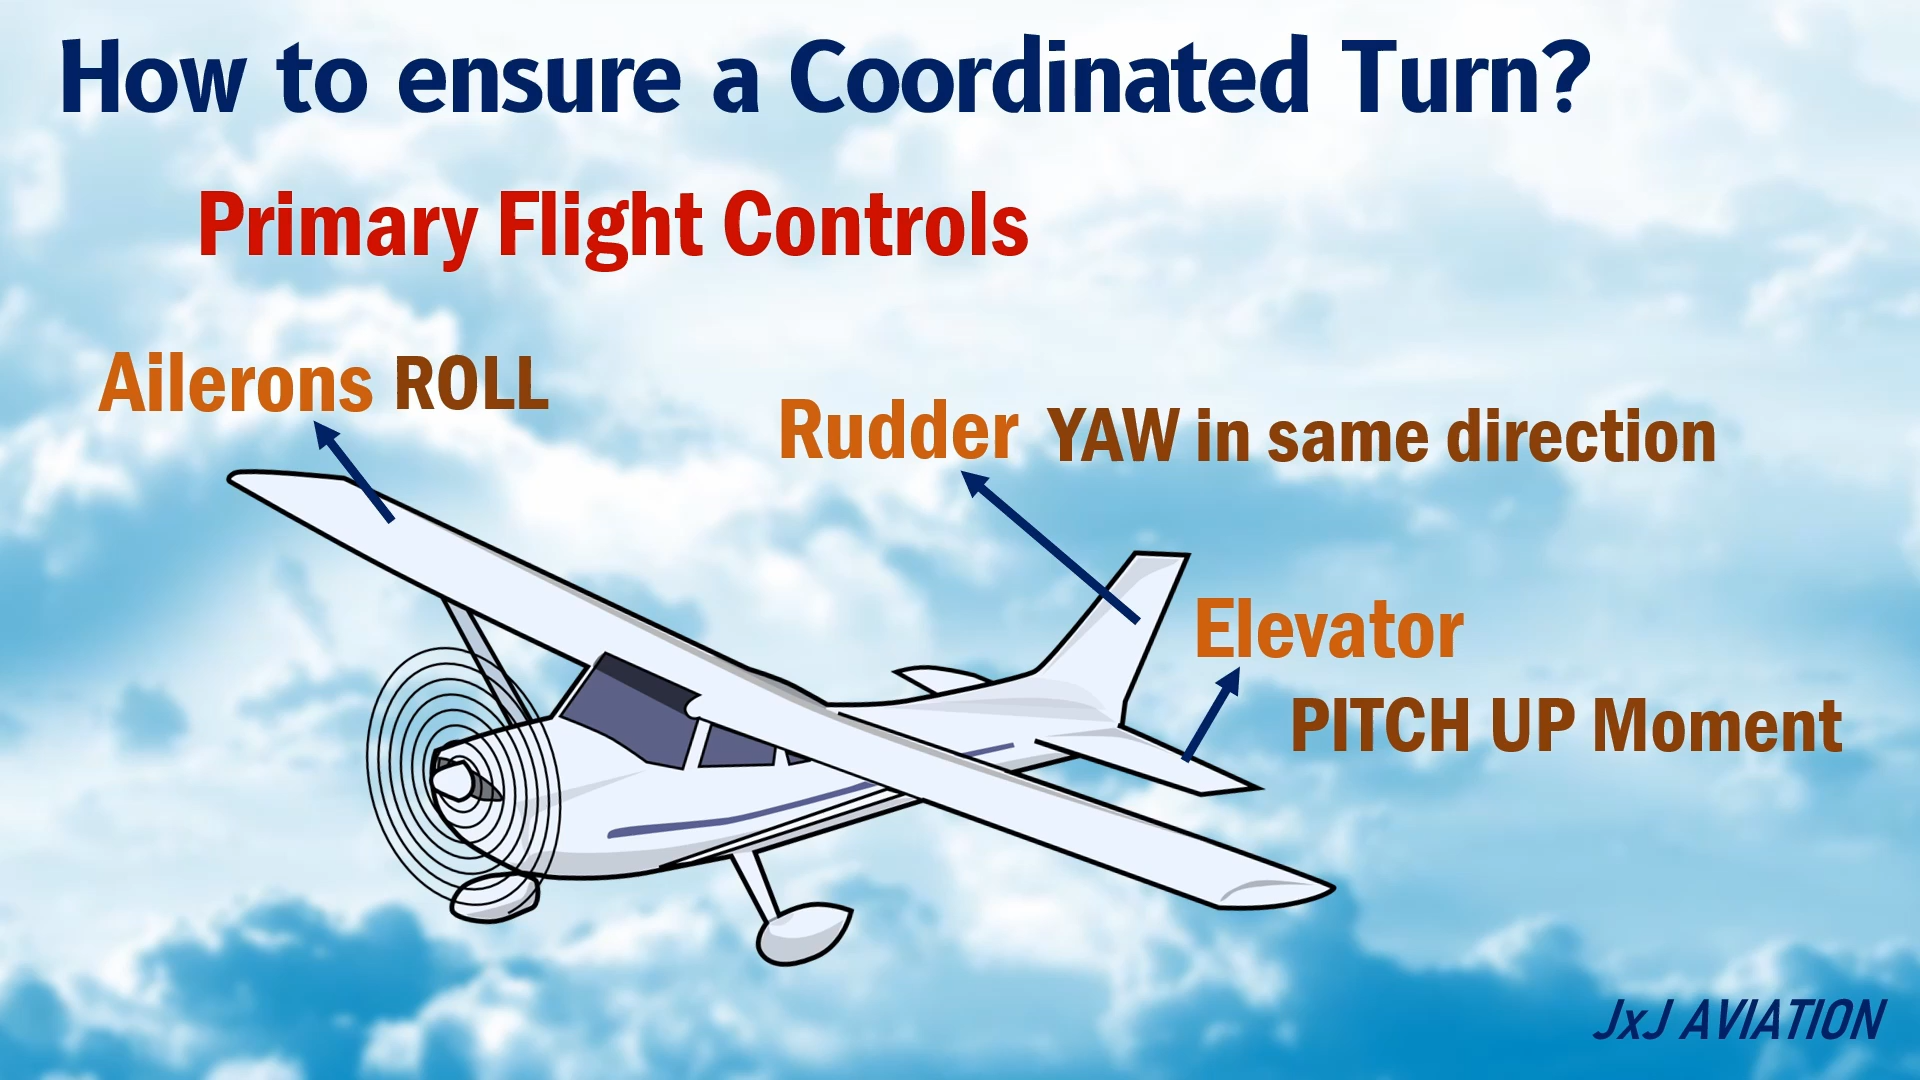 How to ensure a Coordinated Turn?
Primary Flight Controls
Ailerons ROLL
Rudder YAW in same direction
Elevator
PITCH UP Moment
JxJ AVIATION